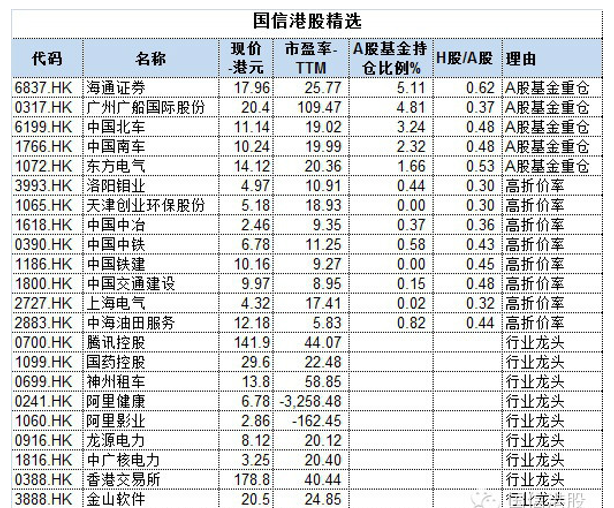 国信港股精选
代码 名称 现价-港元 市盈率-TTM A股基金持仓比例% H股/A股 理由
6837.HK 海通证券 17.96 25.77 5.11 0.62 A股基金重仓
0317.HK 广州广船国际股份 20.4 109.47 4.81 0.37 A股基金重仓
6199.HK 中国北车 11.14 19.02 3.24 0.48 A股基金重仓
1766.HK 中国南车 10.24 19.99 2.32 0.48 A股基金重仓
1072.HK 东方电气 14.12 20.36 1.66 0.53 A股基金重仓
3993.HK 洛阳钼业 4.97 10.91 0.44 0.30 高折价率
1065.HK 天津创业环保股份 5.18 18.93 0.00 0.30 高折价率
1618.HK 中国中冶 2.46 9.35 0.37 0.36 高折价率
0390.HK 中国中铁 6.78 11.25 0.58 0.43 高折价率
1186.HK 中国铁建 10.16 9.27 0.00 0.45 高折价率
1800.HK 中国交通建设 9.97 8.95 0.15 0.48 高折价率
2727.HK 上海电气 4.32 17.41 0.02 0.32 高折价率
2883.HK 中海油田服务 12.18 5.83 0.82 0.44 高折价率
0700.HK 腾讯控股 141.9 44.07 行业龙头
1099.HK 国药控股 29.6 22.48 行业龙头
0699.HK 神州租车 13.8 58.85 行业龙头
0241.HK 阿里健康 6.78 -3,258.48 行业龙头
1060.HK 阿里影业 2.86 -162.45 行业龙头
0916.HK 龙源电力 8.12 20.12 行业龙头
1816.HK 中广核电力 3.25 20.40 行业龙头
0388.HK 香港交易所 178.8 40.44 行业龙头
3888.HK 金山软件 20.5 24.85 行业龙头